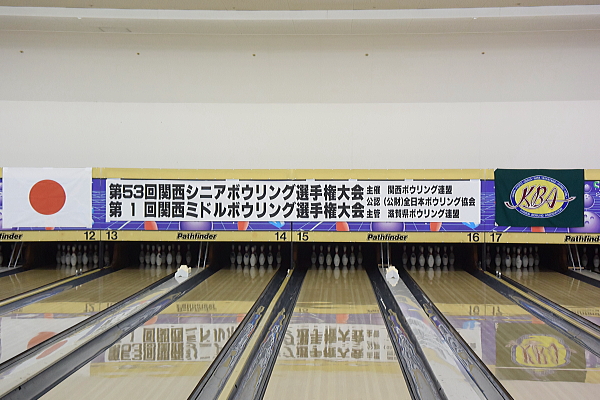 第53回関西シニアボウリング選手権大会
第 1 回関西ミドルボウリング選手権大会
主催 関西ボウリング連盟
公認 (公財)全日本ボウリング協会
主管 滋賀県ボウリング連盟
KBA
Pathfinder 12
13 Pathfinder 14
15 Pathfinder 16
17 Pathfinder
Pathfinder
Pathfinder
Pathfinder